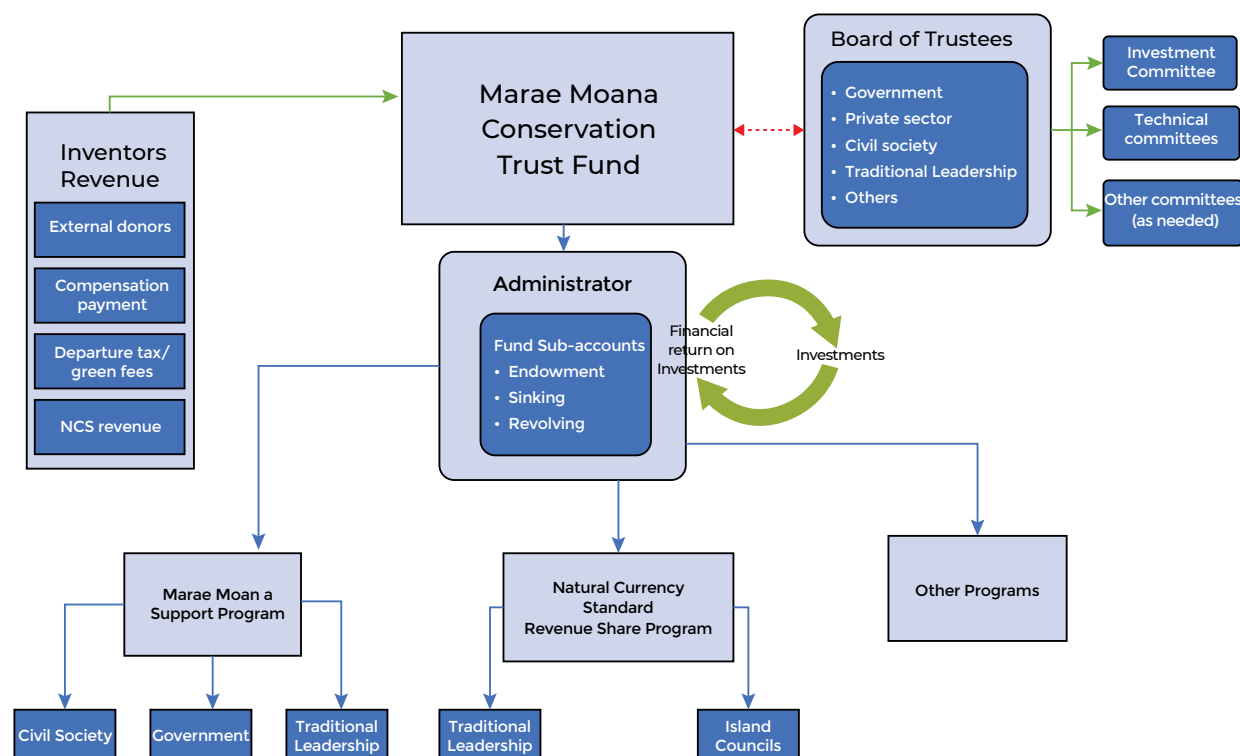 Marae Moana
Conservation
Trust Fund
Board of Trustees
• Government
• Private sector
• Civil society
• Traditional Leadership
• Others
Investment
Committee
Technical
committees
Other committees
(as needed)
Inventors
Revenue
External donors
Compensation
payment
Departure tax/
green fees
NCS revenue
Administrator
Fund Sub-accounts
• Endowment
• Sinking
• Revolving
Financial
return on
Investments
Investments
Marae Moan a
Support Program
Natural Currency
Standard
Revenue Share Program
Other Programs
Civil Society
Government
Traditional
Leadership
Traditional
Leadership
Island
Councils